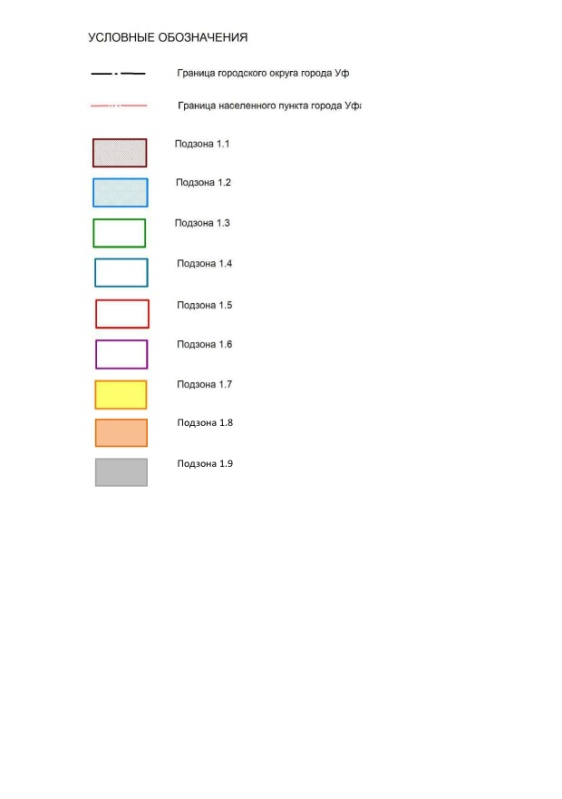 УСЛОВНЫЕ ОБОЗНАЧЕНИЯ
Граница городского округа города Уф
Граница населенного пункта города Уфа
Подзона 1.1
Подзона 1.2
Подзона 1.3
Подзона 1.4
Подзона 1.5
Подзона 1.6
Подзона 1.7
Подзона 1.8
Подзона 1.9